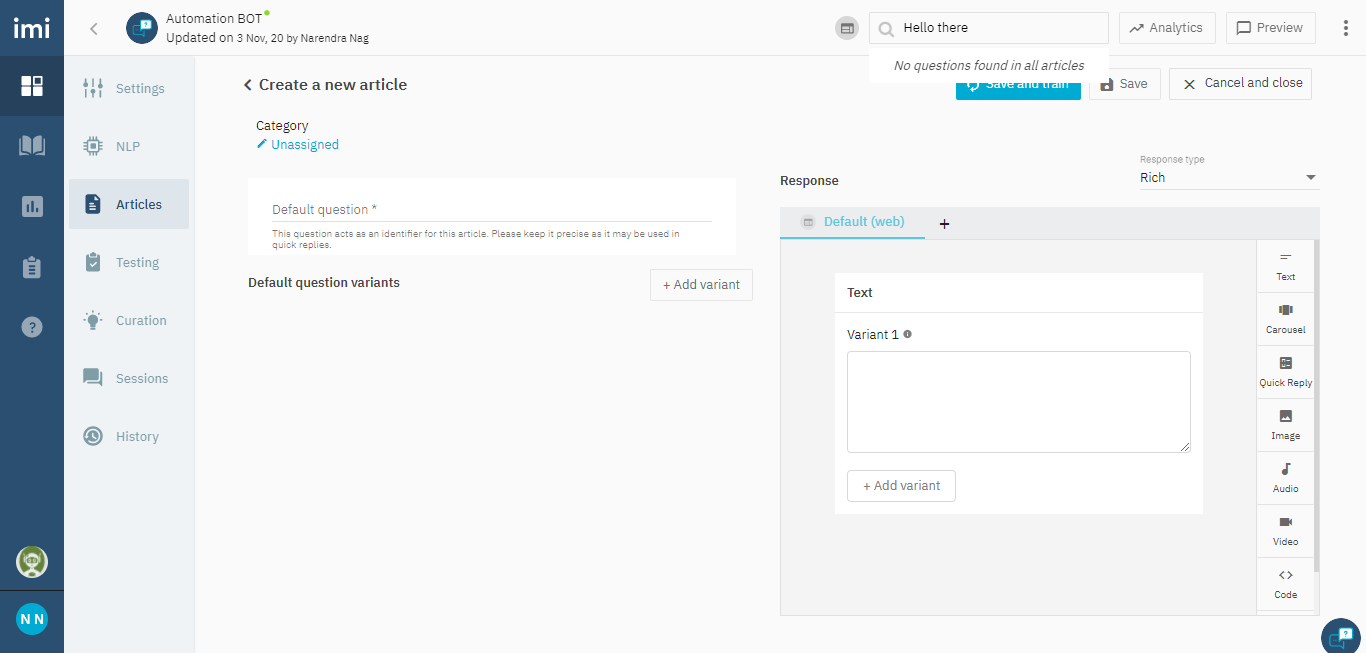 imi
Automation BOT
Updated on 3 Nov, 20 by Narendra Nag
Hello there
Analytics
Preview
No questions found in all articles
Settings
NLP
Articles
Testing
Curation
Sessions
History
Create a new article
Save and train
Save
Cancel and close
Category
Unassigned
Default question *
This question acts as an identifier for this article. Please keep it precise as it may be used in
quick replies.
Default question variants
+ Add variant
Response
Response type
Rich
Default (web)
+
Text
Variant 1
+ Add variant
Text
Carousel
Quick Reply
Image
Audio
Video
Code
N N